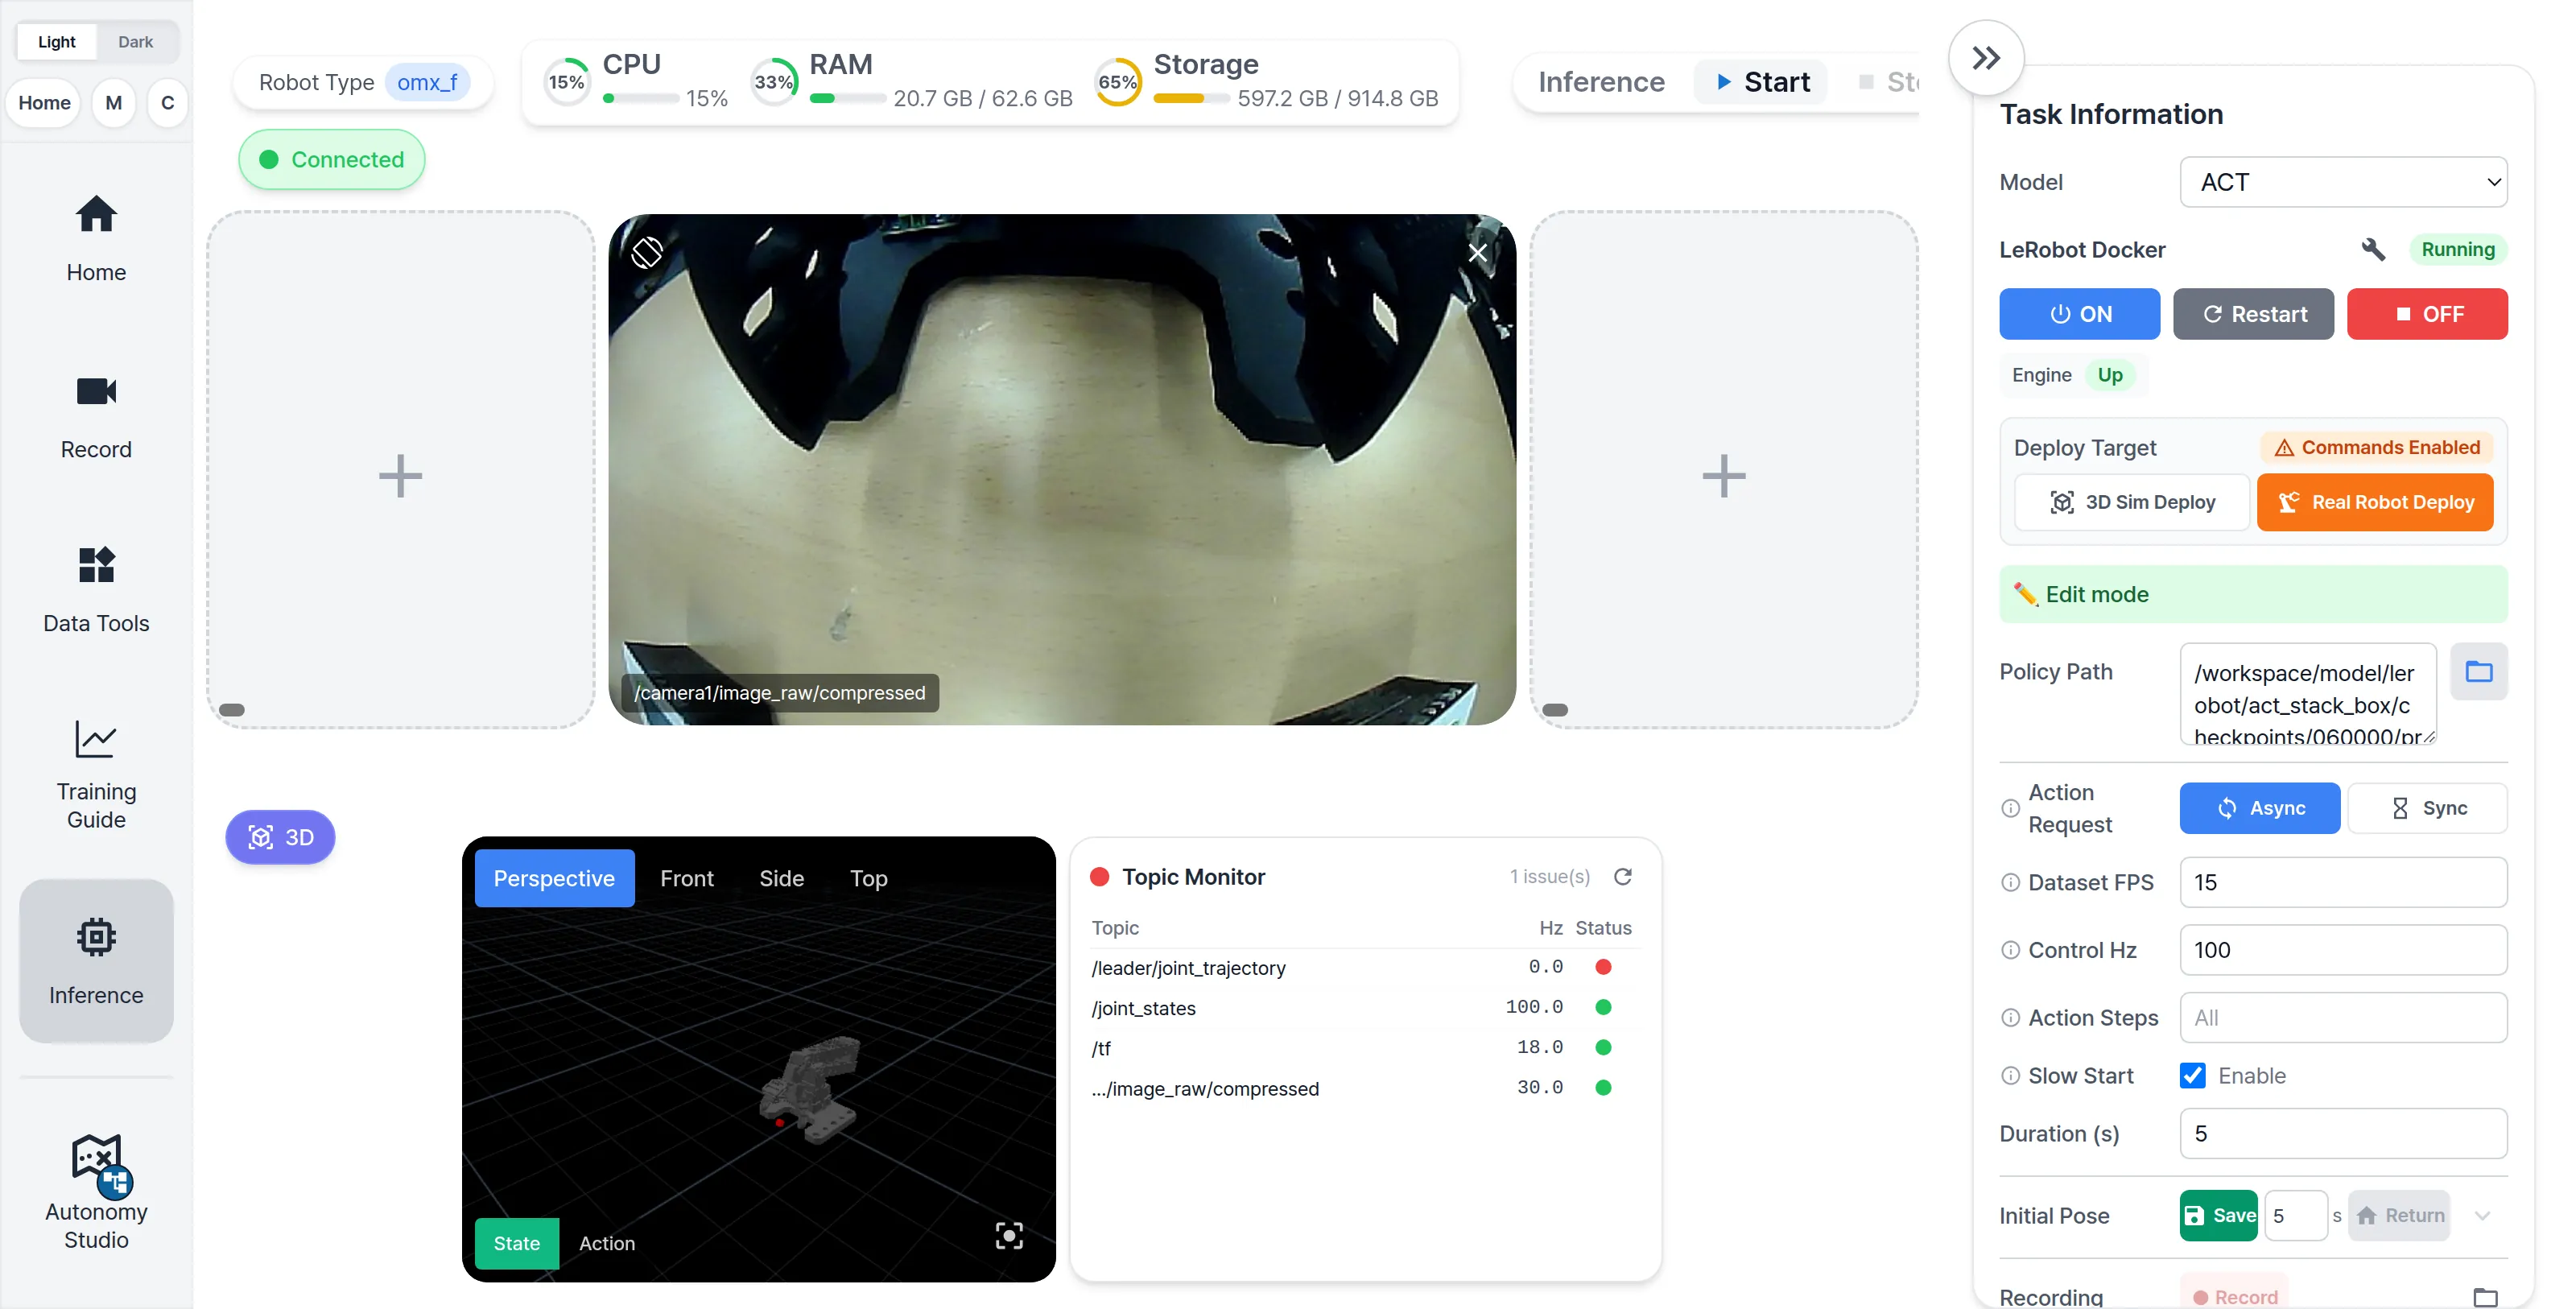 Light
Dark
Home
M
C
Home
Record
Data Tools
Training
Guide
Inference
Autonomy
Studio
Robot Type omx_f
Connected
15%
CPU
15%
33%
RAM
20.7 GB / 62.6 GB
65%
Storage
597.2 GB / 914.8 GB
Inference
Start
/camera1/image_raw/compressed
3D
Perspective
Front
Side
Top
State
Action
Topic Monitor
1 issue(s)
Topic Hz Status
/leader/joint_trajectory 0.0
/joint_states 100.0
/tf 18.0
.../image_raw/compressed 30.0
Task Information
Model ACT
LeRobot Docker Running
ON
Restart
OFF
Engine Up
Deploy Target Commands Enabled
3D Sim Deploy
Real Robot Deploy
Edit mode
Policy Path
/workspace/model/ler
obot/act_stack_box/c
heckpoints/060000/pr
Action
Request
Async
Sync
Dataset FPS 15
Control Hz 100
Action Steps All
Slow Start Enable
Duration (s) 5
Initial Pose Save 5 s Return
Recording Record